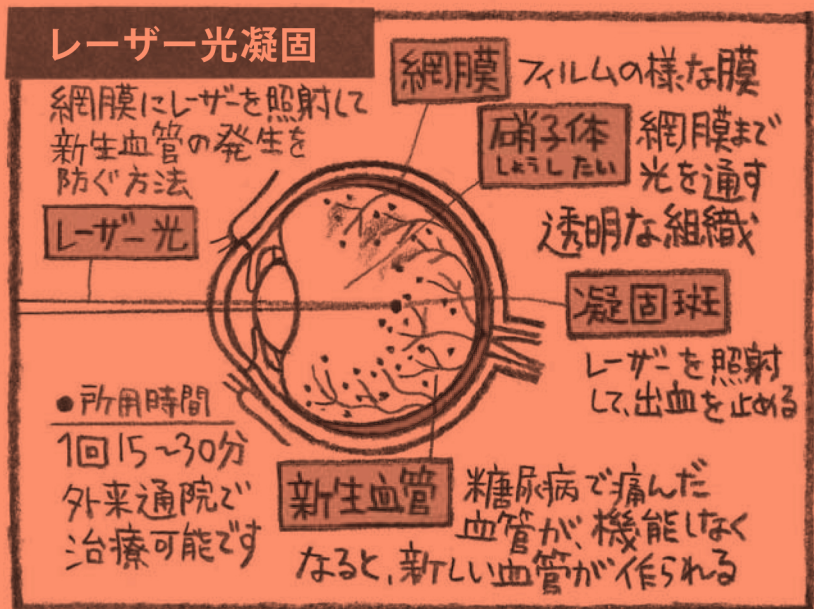 レーザー光凝固
網膜にレーザーを照射して
新生血管の発生を
防ぐ方法
レーザー光
網膜
フィルムの様な膜
硝子体
しょうし たい
網膜まで
光を通す
透明な組織
凝固斑
レーザーを照射
して、出血を止める
●所用時間
1回15~30分
外来通院で
治療可能です
新生血管
糖尿病で痛んだ
血管が、機能しなく
なると、新しい血管が作られる